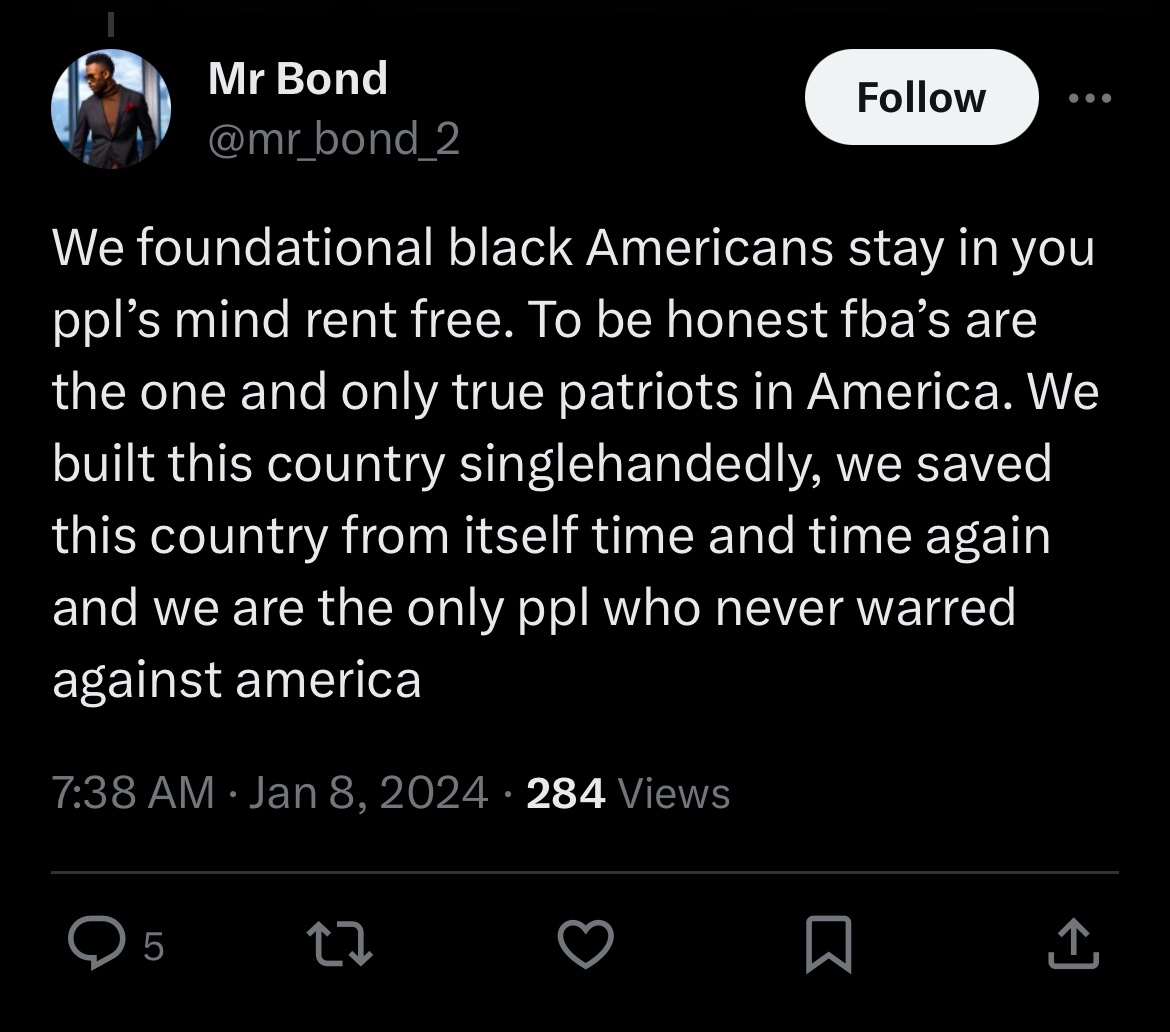 Mr Bond
@mr_bond_2
Follow
We foundational black Americans stay in you
ppl’s mind rent free. To be honest fba’s are
the one and only true patriots in America. We
built this country singlehandedly, we saved
this country from itself time and time again
and we are the only ppl who never warred
against america
7:38 AM · Jan 8, 2024 · 284 Views
5